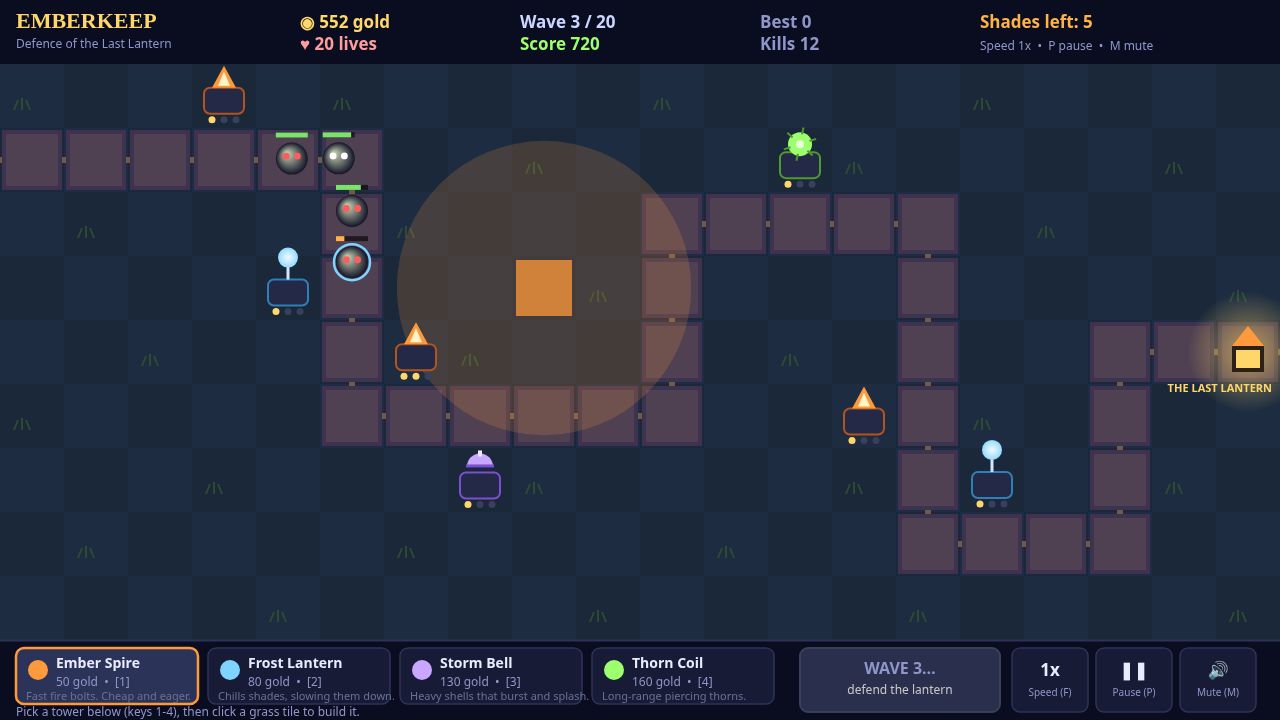 EMBERKEEP
Defence of the Last Lantern
◉ 552 gold
♥ 20 lives
Wave 3 / 20
Score 720
Best 0
Kills 12
Shades left: 5
Speed 1x • P pause • M mute
THE LAST LANTERN
Ember Spire
50 gold • [1]
Fast fire bolts. Cheap and eager.
Frost Lantern
80 gold • [2]
Chills shades, slowing them down.
Storm Bell
130 gold • [3]
Heavy shells that burst and splash.
Thorn Coil
160 gold • [4]
Long-range piercing thorns.
WAVE 3...
defend the lantern
1x
Speed (F)
Pause (P)
Mute (M)
Pick a tower below (keys 1-4), then click a grass tile to build it.